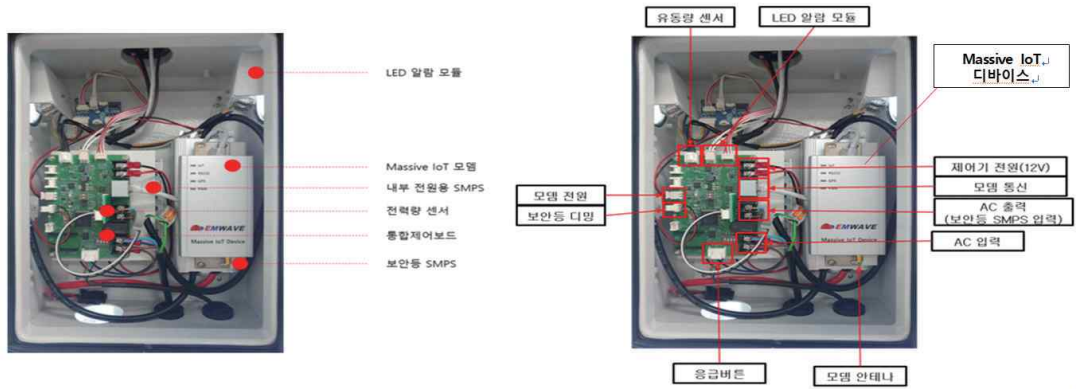 LED 알람 모듈
Massive IoT 모뎀
내부 전원용 SMPS
전력량 센서
통합제어보드
보안등 SMPS
EMWAVE
Massive IoT Device
유동량 센서
LED 알람 모듈
Massive IoT
디바이스
제어기 전원(12V)
모뎀 통신
모뎀 전원
보안등 디밍
AC 출력
(보안등 SMPS 입력)
AC 입력
EMWAVE
Massive IoT Device
응급버튼
모뎀 안테나